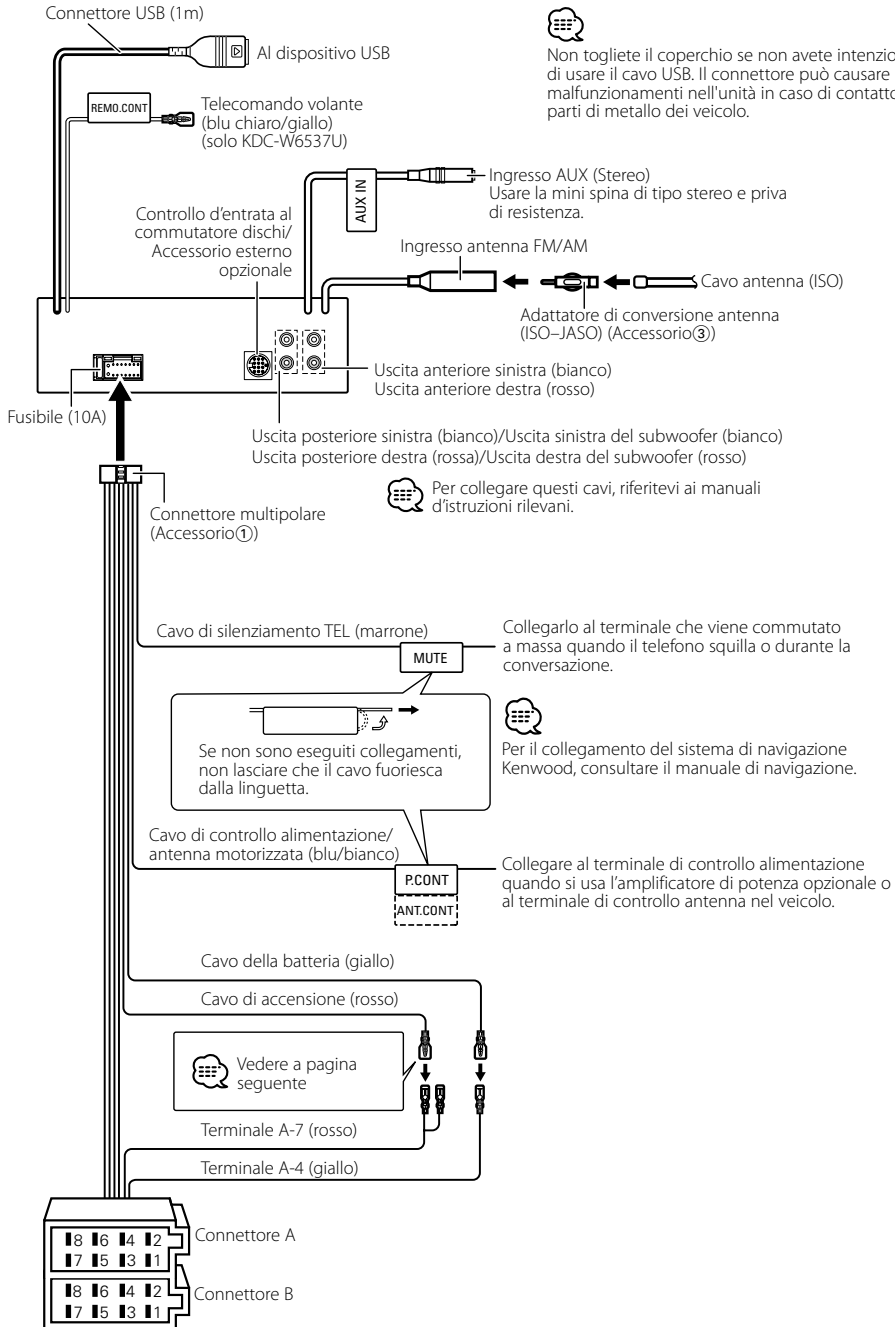 Connettore USB (1m)
Al dispositivo USB
Non togliete il coperchio se non avete
di usare il cavo USB. Il connettore può causare
malfunzionamenti nell'unità in caso di
parti di metallo dei veicolo.
REMO.CONT
Telecomando volante
(blu chiaro/giallo)
(solo KDC-W6537U)
AUX IN
Ingresso AUX (Stereo)
Usare la mini spina di tipo stereo e priva
di resistenza.
Controllo d'entrata al
commutatore dischi/
Accessorio esterno
opzionale
Ingresso antenna FM/AM
Cavo antenna (ISO)
Adattatore di conversione antenna
(ISO–JASO) (Accessorio③)
Uscita anteriore sinistra (bianco)
Uscita anteriore destra (rosso)
Fusibile (10A)
Uscita posteriore sinistra (bianco)/Uscita sinistra del subwoofer (bianco)
Uscita posteriore destra (rossa)/Uscita destra del subwoofer (rosso)
Per collegare questi cavi, riferitevi ai manuali
d'istruzioni rilevani.
Connettore multipolare
(Accessorio①)
Cavo di silenziamento TEL (marrone)
MUTE
Collegarlo al terminale che viene commutato
a massa quando il telefono squilla o durante la
conversazione.
Se non sono eseguiti collegamenti,
non lasciare che il cavo fuoriesca
dalla linguetta.
Per il collegamento del sistema di navigazione
Kenwood, consultare il manuale di navigazione.
Cavo di controllo alimentazione/
antenna motorizzata (blu/bianco)
P.CONT
ANT.CONT
Collegare al terminale di controllo alimentazione
quando si usa l'amplificatore di potenza opzionale o
al terminale di controllo antenna nel veicolo.
Cavo della batteria (giallo)
Cavo di accensione (rosso)
Vedere a pagina
seguente
Terminale A-7 (rosso)
Terminale A-4 (giallo)
8 6 4 2
7 5 3 1
Connettore A
8 6 4 2
7 5 3 1
Connettore B